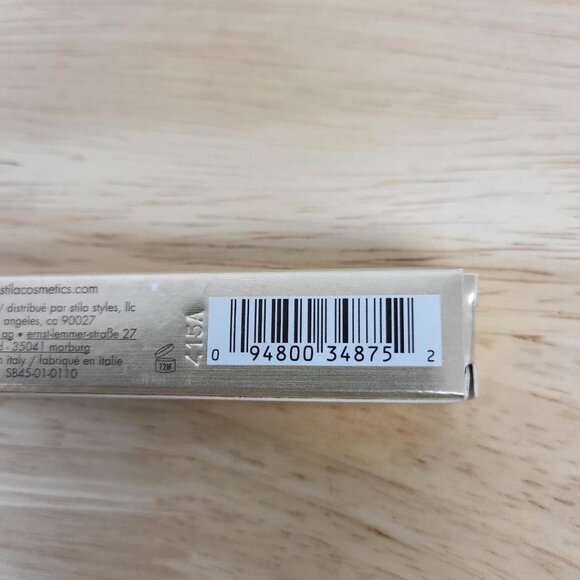 stilacosmetics.com
/ distribué par stila styles, llc
angeles, ca 90027
ag • ernst-lemmer-straße 27
- 35041 marburg
italy / fabriqué en italie
SB45-01-0110
12M
415A
0 94800 34875 2